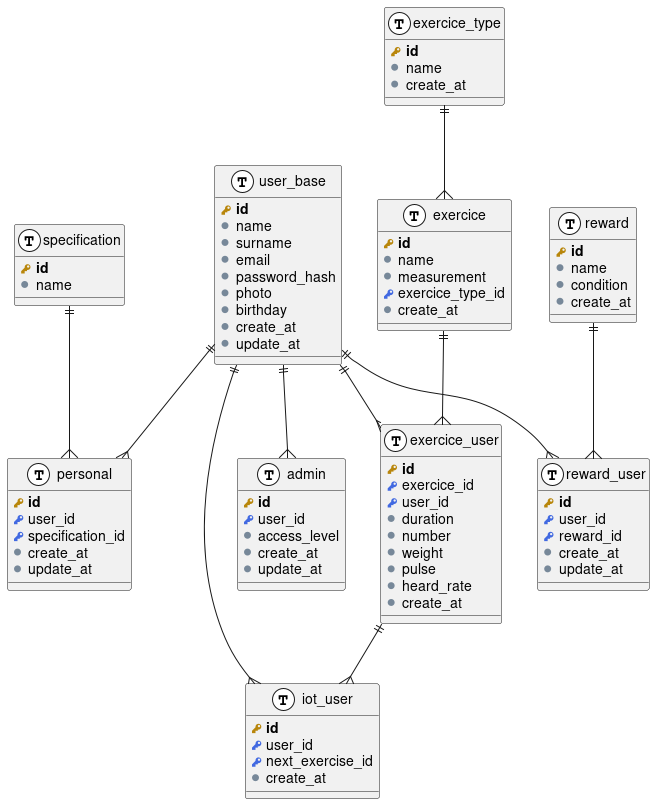 T exercice_type
id
name
create_at
T user_base
id
name
surname
email
password_hash
photo
birthday
create_at
update_at
T specification
id
name
T exercice
id
name
measurement
exercice_type_id
create_at
T reward
id
name
condition
create_at
T personal
id
user_id
specification_id
create_at
update_at
T admin
id
user_id
access_level
create_at
update_at
T exercice_user
id
exercice_id
user_id
duration
number
weight
pulse
heard_rate
create_at
T reward_user
id
user_id
reward_id
create_at
update_at
T iot_user
id
user_id
next_exercise_id
create_at